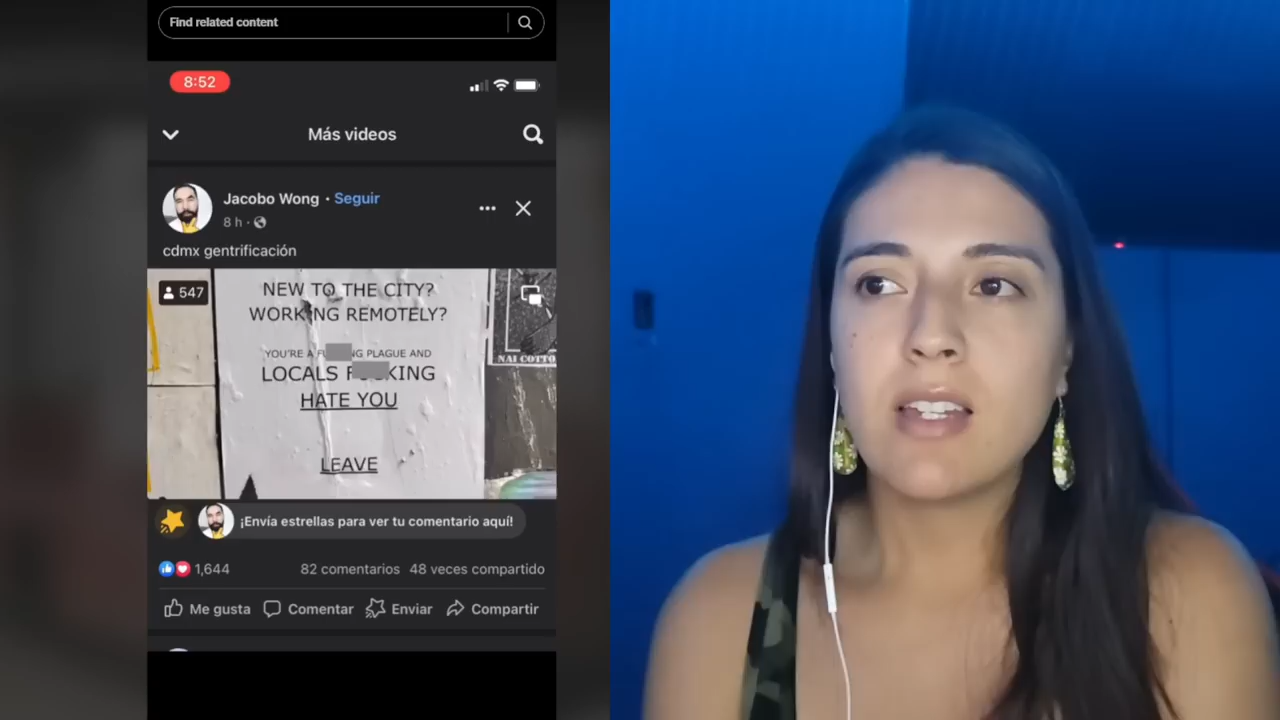 Find related content
8:52
Más videos
Jacobo Wong · Seguir
8 h ·
cdmx gentrificación
547
NEW TO THE CITY?
WORKING REMOTELY?
YOU'RE A F NG PLAGUE AND
LOCALS F KING
HATE YOU
LEAVE
NAI COTTO
¡Envía estrellas para ver tu comentario aquí!
1,644 82 comentarios 48 veces compartido
Me gusta Comentar Enviar Compartir